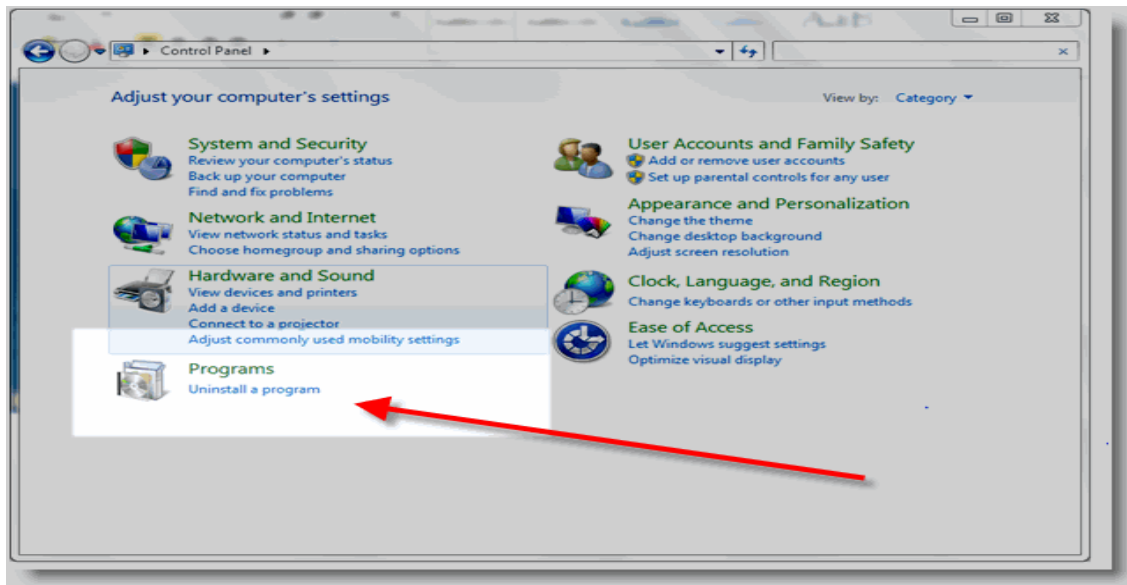 Control Panel
Adjust your computer's settings
View by: Category
System and Security
Review your computer's status
Back up your computer
Find and fix problems
Network and Internet
View network status and tasks
Choose homegroup and sharing options
Hardware and Sound
View devices and printers
Add a device
Connect to a projector
Adjust commonly used mobility settings
Programs
Uninstall a program
User Accounts and Family Safety
Add or remove user accounts
Set up parental controls for any user
Appearance and Personalization
Change the theme
Change desktop background
Adjust screen resolution
Clock, Language, and Region
Change keyboards or other input methods
Ease of Access
Let Windows suggest settings
Optimize visual display